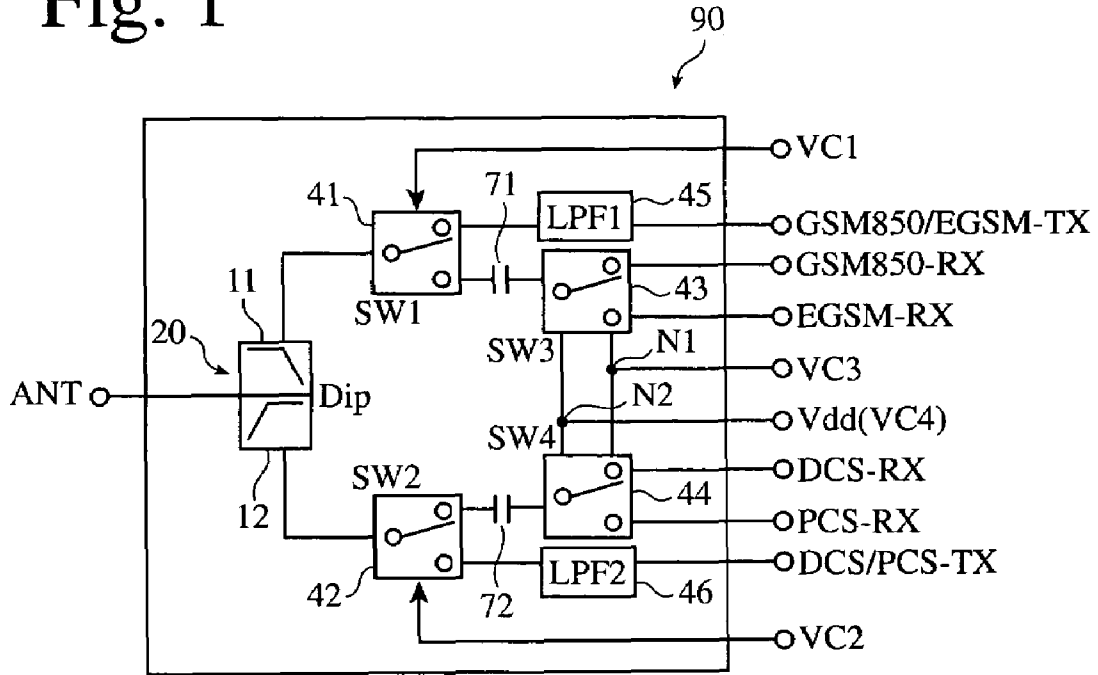 Fig. 1
90
VC1
41
71
45
LPF1
GSM850/EGSM-TX
GSM850-RX
11
SW1
43
EGSM-RX
20
SW3
N1
VC3
ANT
Dip
N2
SW4
Vdd(VC4)
DCS-RX
SW2
44
12
PCS-RX
DCS/PCS-TX
42
72
LPF2
46
VC2